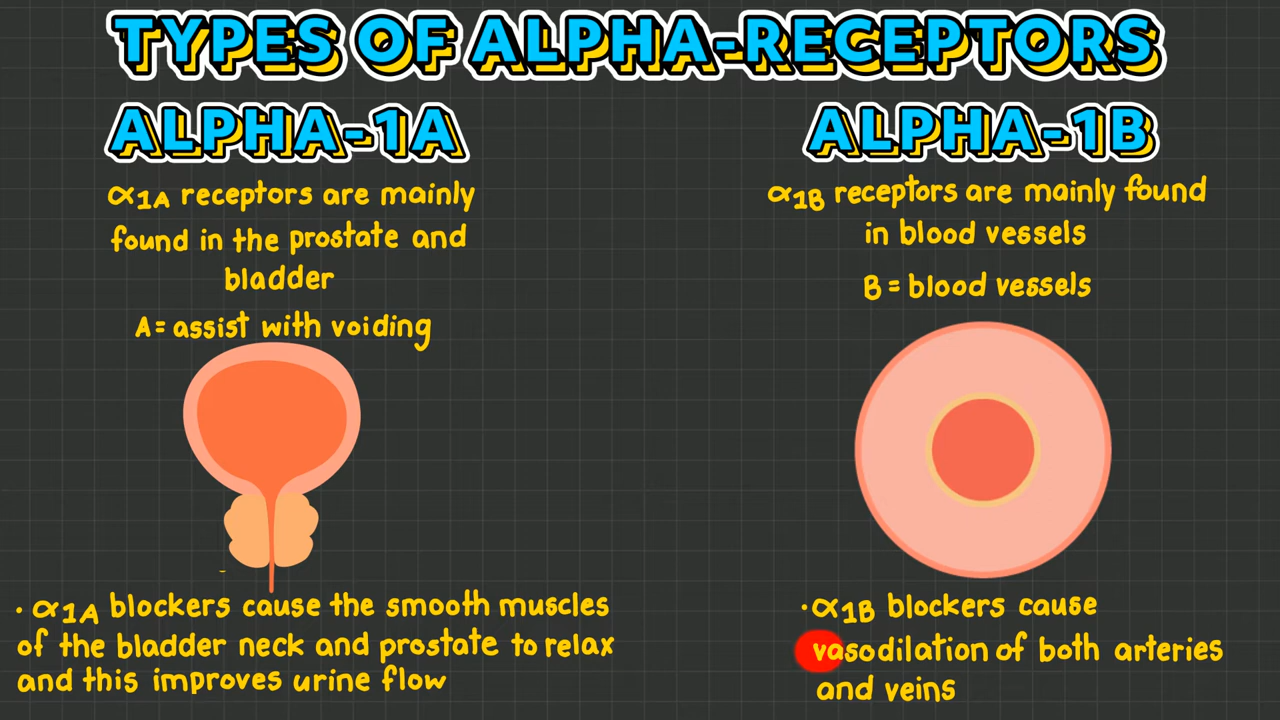 TYPES OF ALPHA-RECEPTORS
ALPHA-1A
α1A receptors are mainly
found in the prostate and
bladder
A= assist with voiding
· α1A blockers cause the smooth muscles
of the bladder neck and prostate to relax
and this improves urine flow
ALPHA-1B
α1B receptors are mainly found
in blood vessels
B = blood vessels
· α1B blockers cause
vasodilation of both arteries
and veins